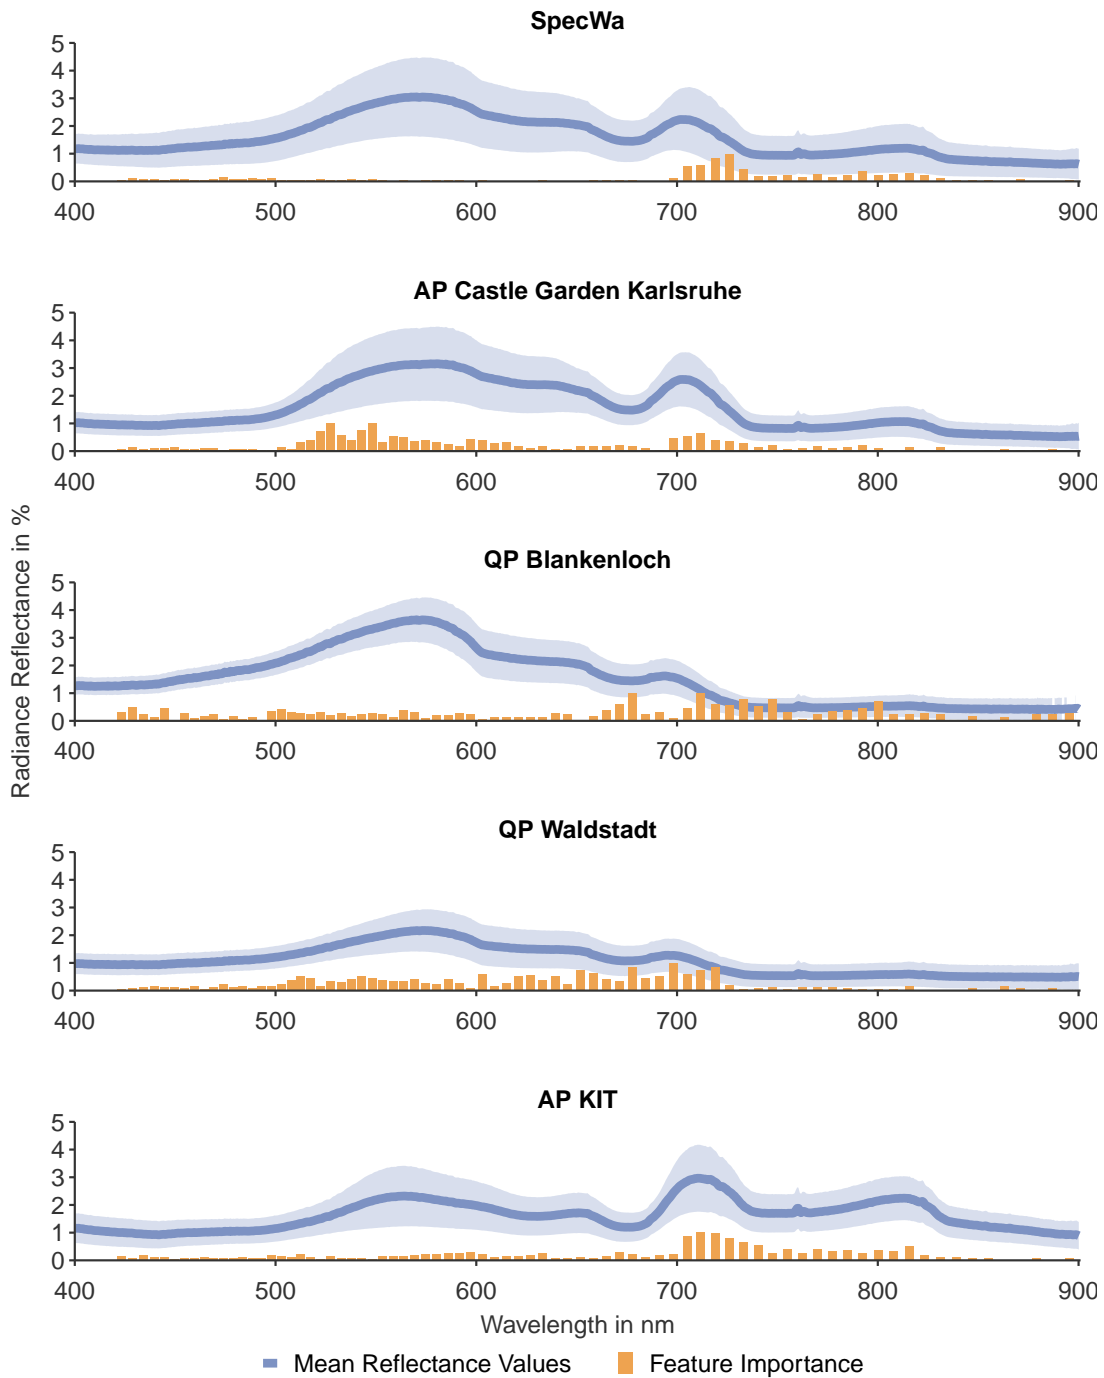 SpecWa
5
4
3
2
1
0
400 500 600 700 800 900
AP Castle Garden Karlsruhe
5
4
3
2
1
0
400 500 600 700 800 900
QP Blankenloch
5
4
3
2
1
0
400 500 600 700 800 900
Radiance Reflectance in %
QP Waldstadt
5
4
3
2
1
0
400 500 600 700 800 900
AP KIT
5
4
3
2
1
0
400 500 600 700 800 900
Wavelength in nm
Mean Reflectance Values Feature Importance